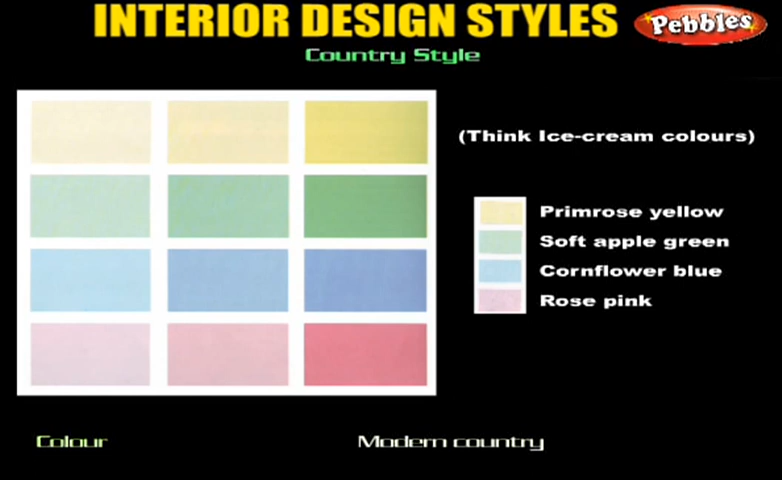 INTERIOR DESIGN STYLES
Pebbles
Country Style
(Think Ice-cream colours)
Primrose yellow
Soft apple green
Cornflower blue
Rose pink
Colour
Modern country